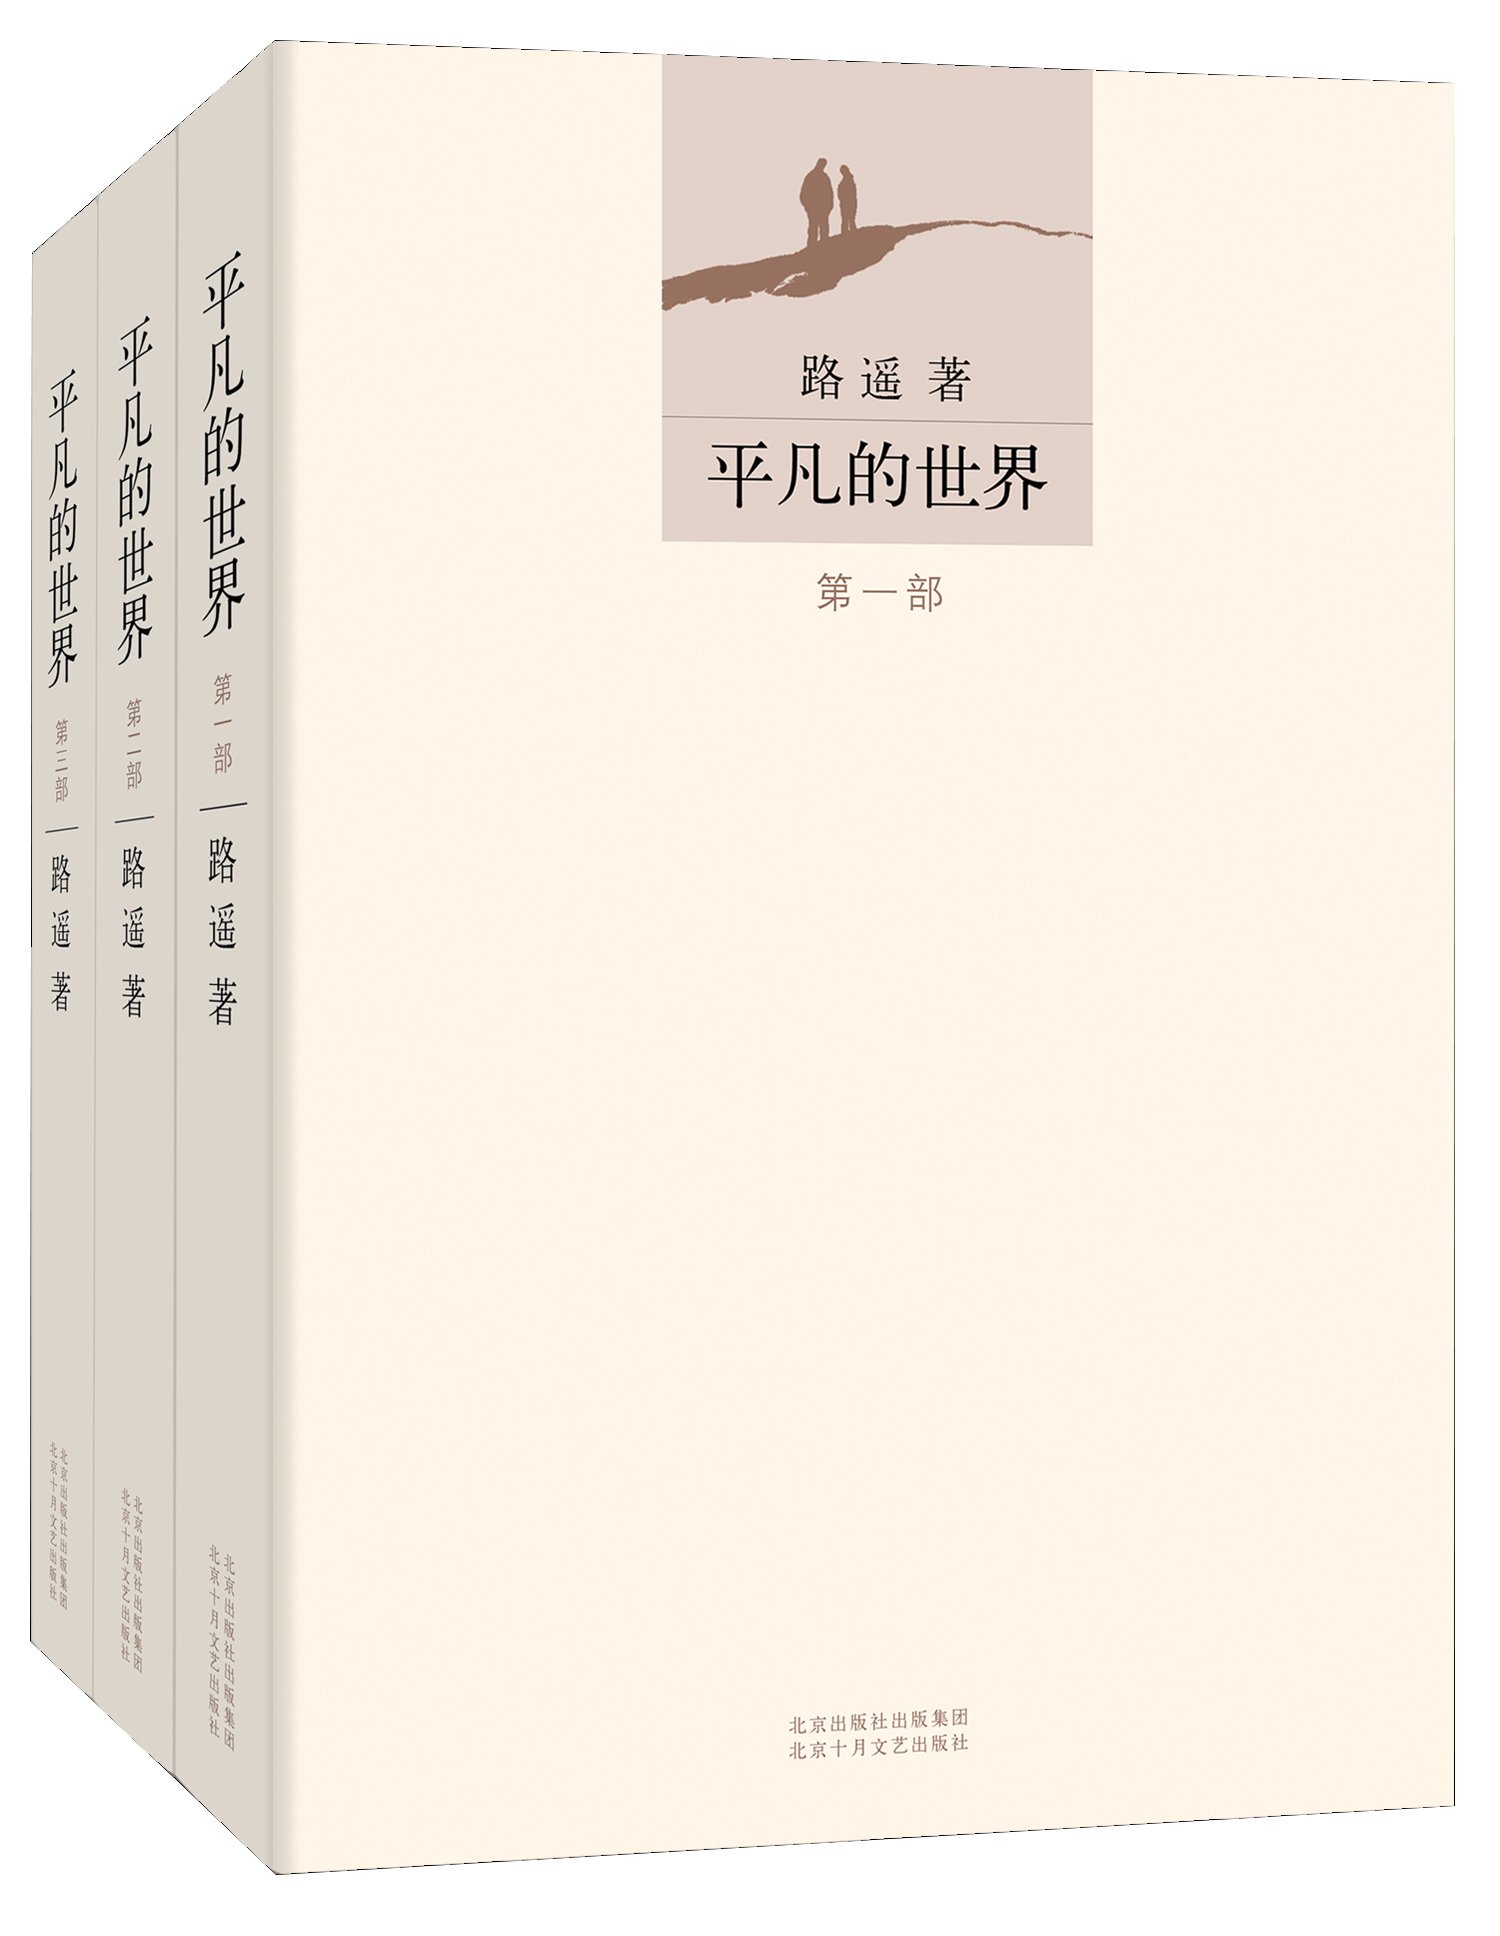 路遥 著
平凡的世界
第一部
北京出版社出版集团
北京十月文艺出版社
平凡的世界 第一部 路遥 著
北京出版社出版集团
北京十月文艺出版社
平凡的世界 第二部 路遥 著
北京出版社出版集团
北京十月文艺出版社
平凡的世界 第三部 路遥 著
北京出版社出版集团
北京十月文艺出版社